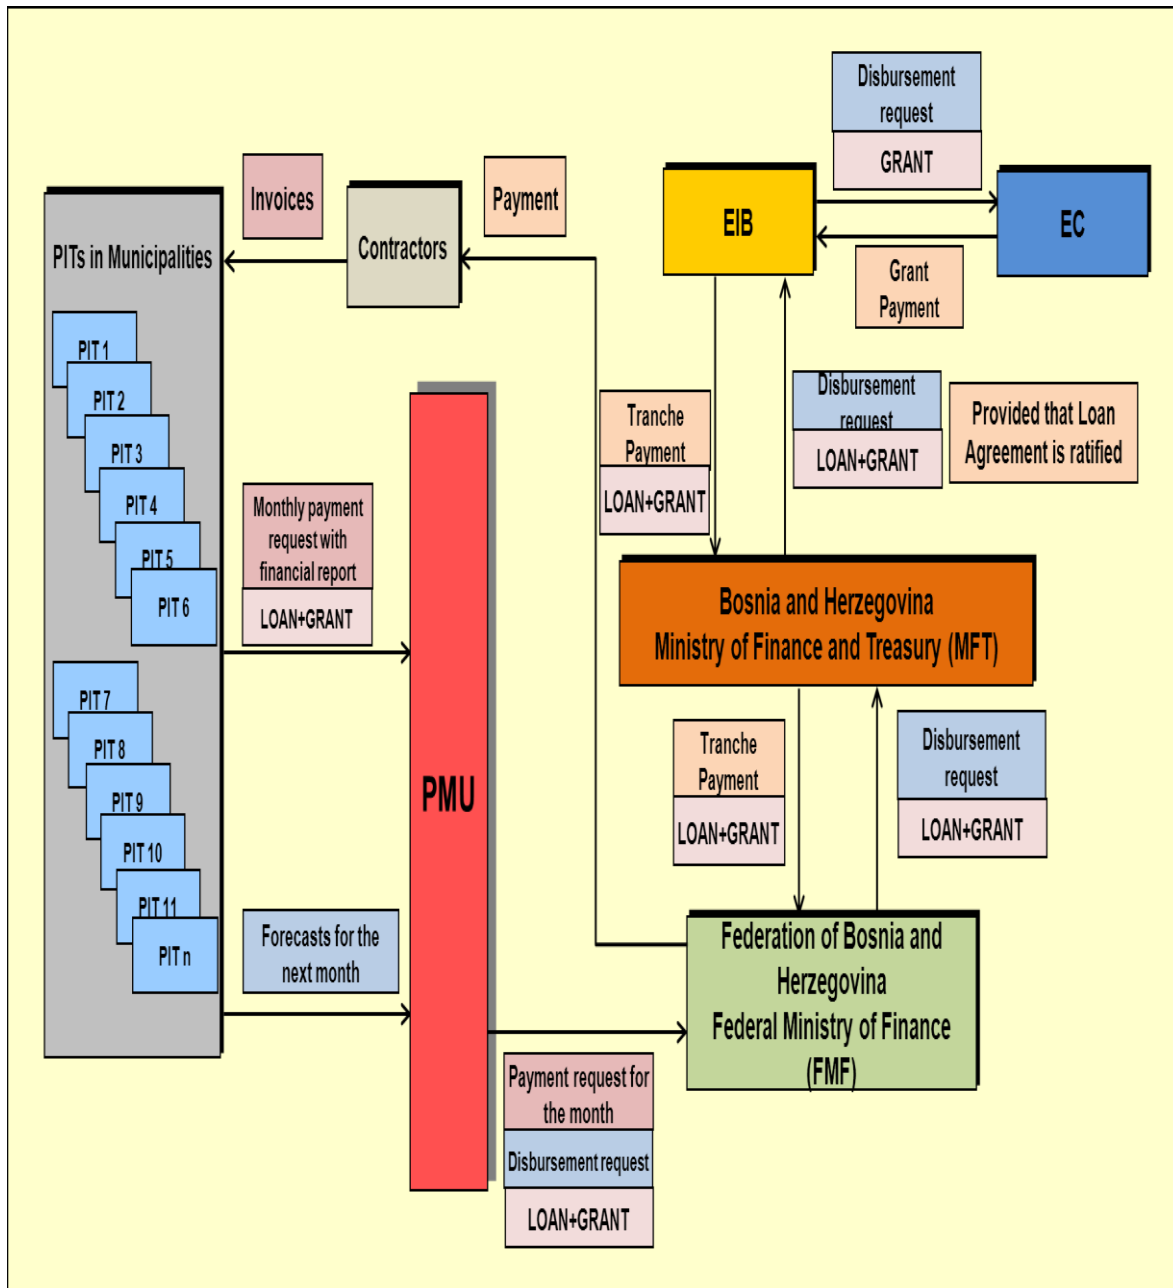 Disbursement
request
GRANT
Invoices
Payment
EIB
EC
PITs in Municipalities
Contractors
Grant
Payment
PIT 1
PIT 2
PIT 3
PIT 4
PIT 5
PIT 6
Tranche
Payment
LOAN+GRANT
Disbursement
request
LOAN+GRANT
Provided that Loan
Agreement is ratified
Monthly payment
request with
financial report
LOAN+GRANT
Bosnia and Herzegovina
Ministry of Finance and Treasury (MFT)
PIT 7
PIT 8
PIT 9
PIT 10
PIT 11
PIT n
PMU
Tranche
Payment
LOAN+GRANT
Disbursement
request
LOAN+GRANT
Forecasts for the
next month
Federation of Bosnia and
Herzegovina
Federal Ministry of Finance
(FMF)
Payment request for
the month
Disbursement request
LOAN+GRANT